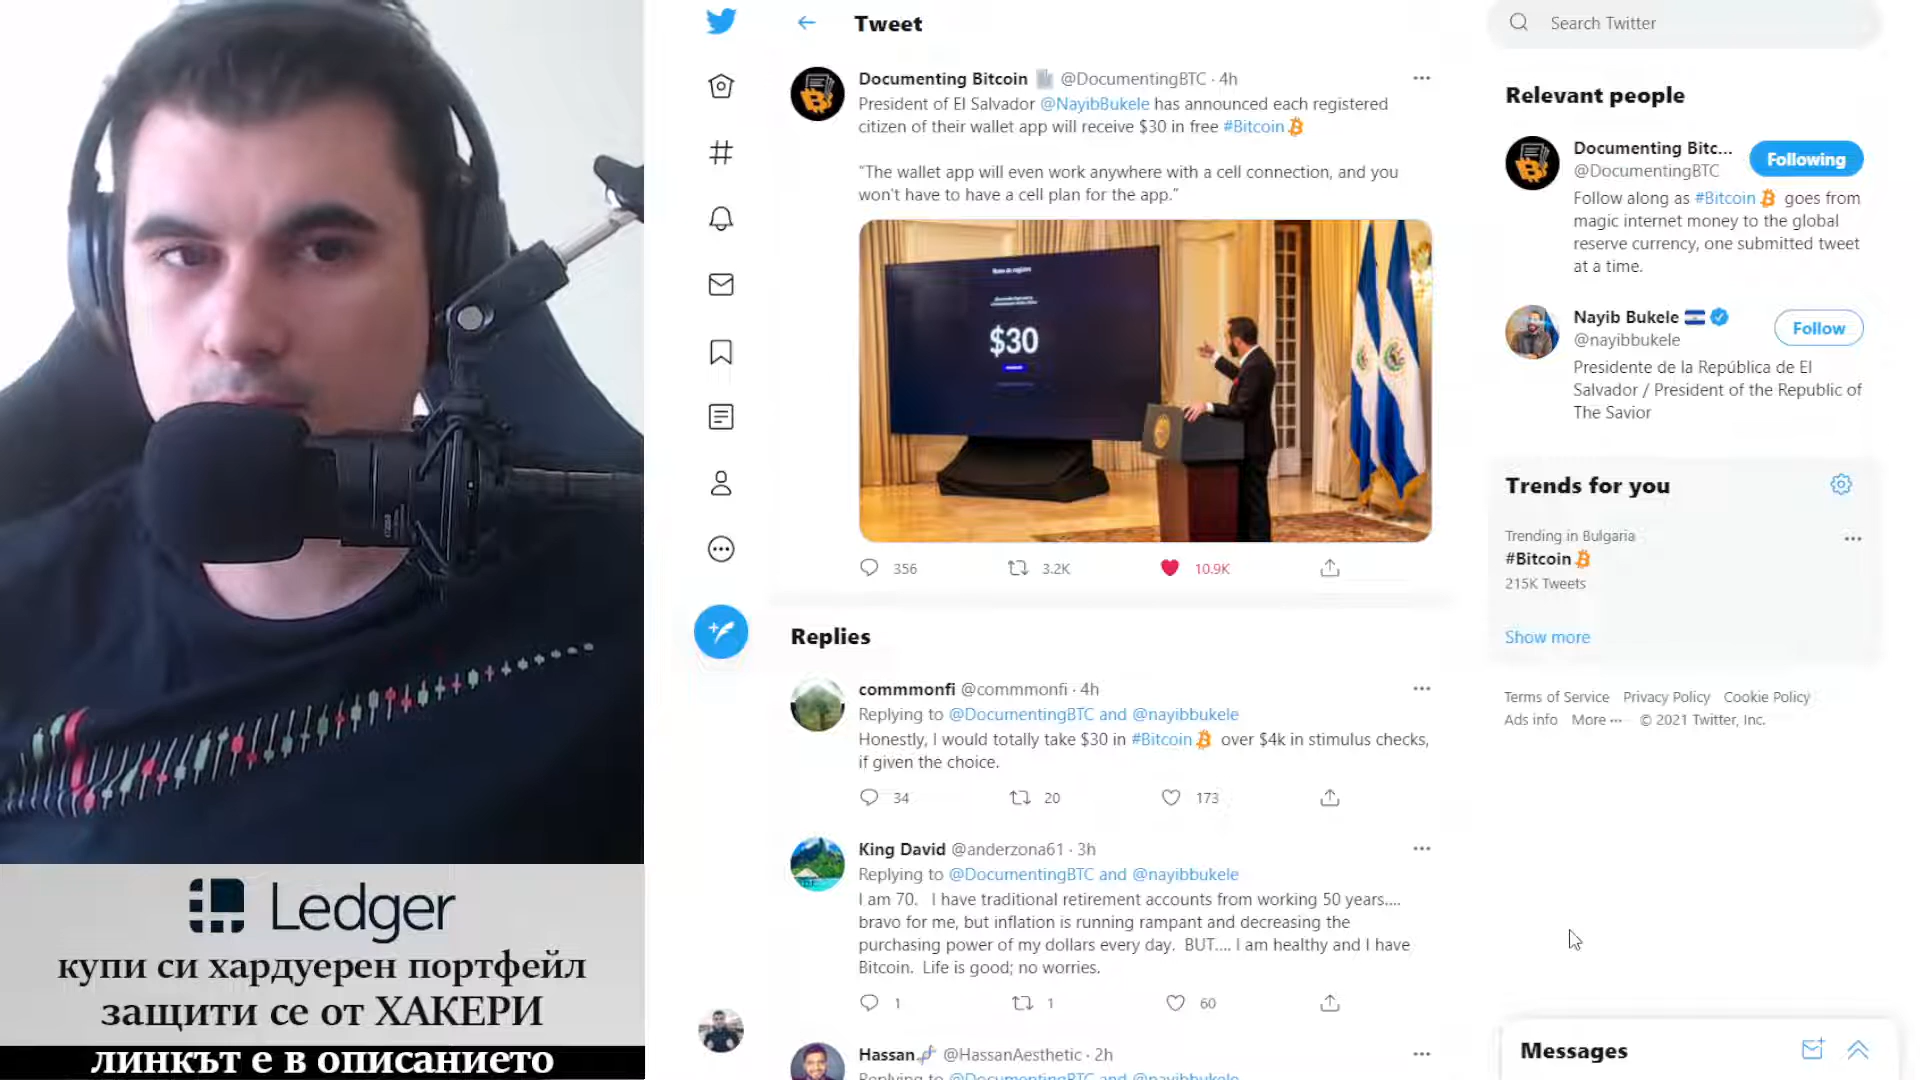 Ledger
купи си хардуерен портфейл
защити се от ХАКЕРИ
линкът е в описанието
Tweet
Documenting Bitcoin @DocumentingBTC · 4h
President of El Salvador @NayibBukele has announced each registered
citizen of their wallet app will receive $30 in free #Bitcoin
“The wallet app will even work anywhere with a cell connection, and you
won't have to have a cell plan for the app.”
$30
356 3.2K 10.9K
Replies
commmonfi @commmonfi · 4h
Replying to @DocumentingBTC and @nayibbukele
Honestly, I would totally take $30 in #Bitcoin over $4k in stimulus checks,
if given the choice.
34 20 173
King David @anderzona61 · 3h
Replying to @DocumentingBTC and @nayibbukele
I am 70. I have traditional retirement accounts from working 50 years....
bravo for me, but inflation is running rampant and decreasing the
purchasing power of my dollars every day. BUT.... I am healthy and I have
Bitcoin. Life is good; no worries.
1 1 60
Hassan @HassanAesthetic · 2h
Replying to @DocumentingBTC and @nayibbukele
Search Twitter
Relevant people
Documenting Bitc...
@DocumentingBTC
Following
Follow along as #Bitcoin goes from
magic internet money to the global
reserve currency, one submitted tweet
at a time.
Nayib Bukele
@nayibbukele
Follow
Presidente de la República de El
Salvador / President of the Republic of
The Savior
Trends for you
Trending in Bulgaria
#Bitcoin
215K Tweets
Show more
Terms of Service Privacy Policy Cookie Policy
Ads info More ··· © 2021 Twitter, Inc.
Messages